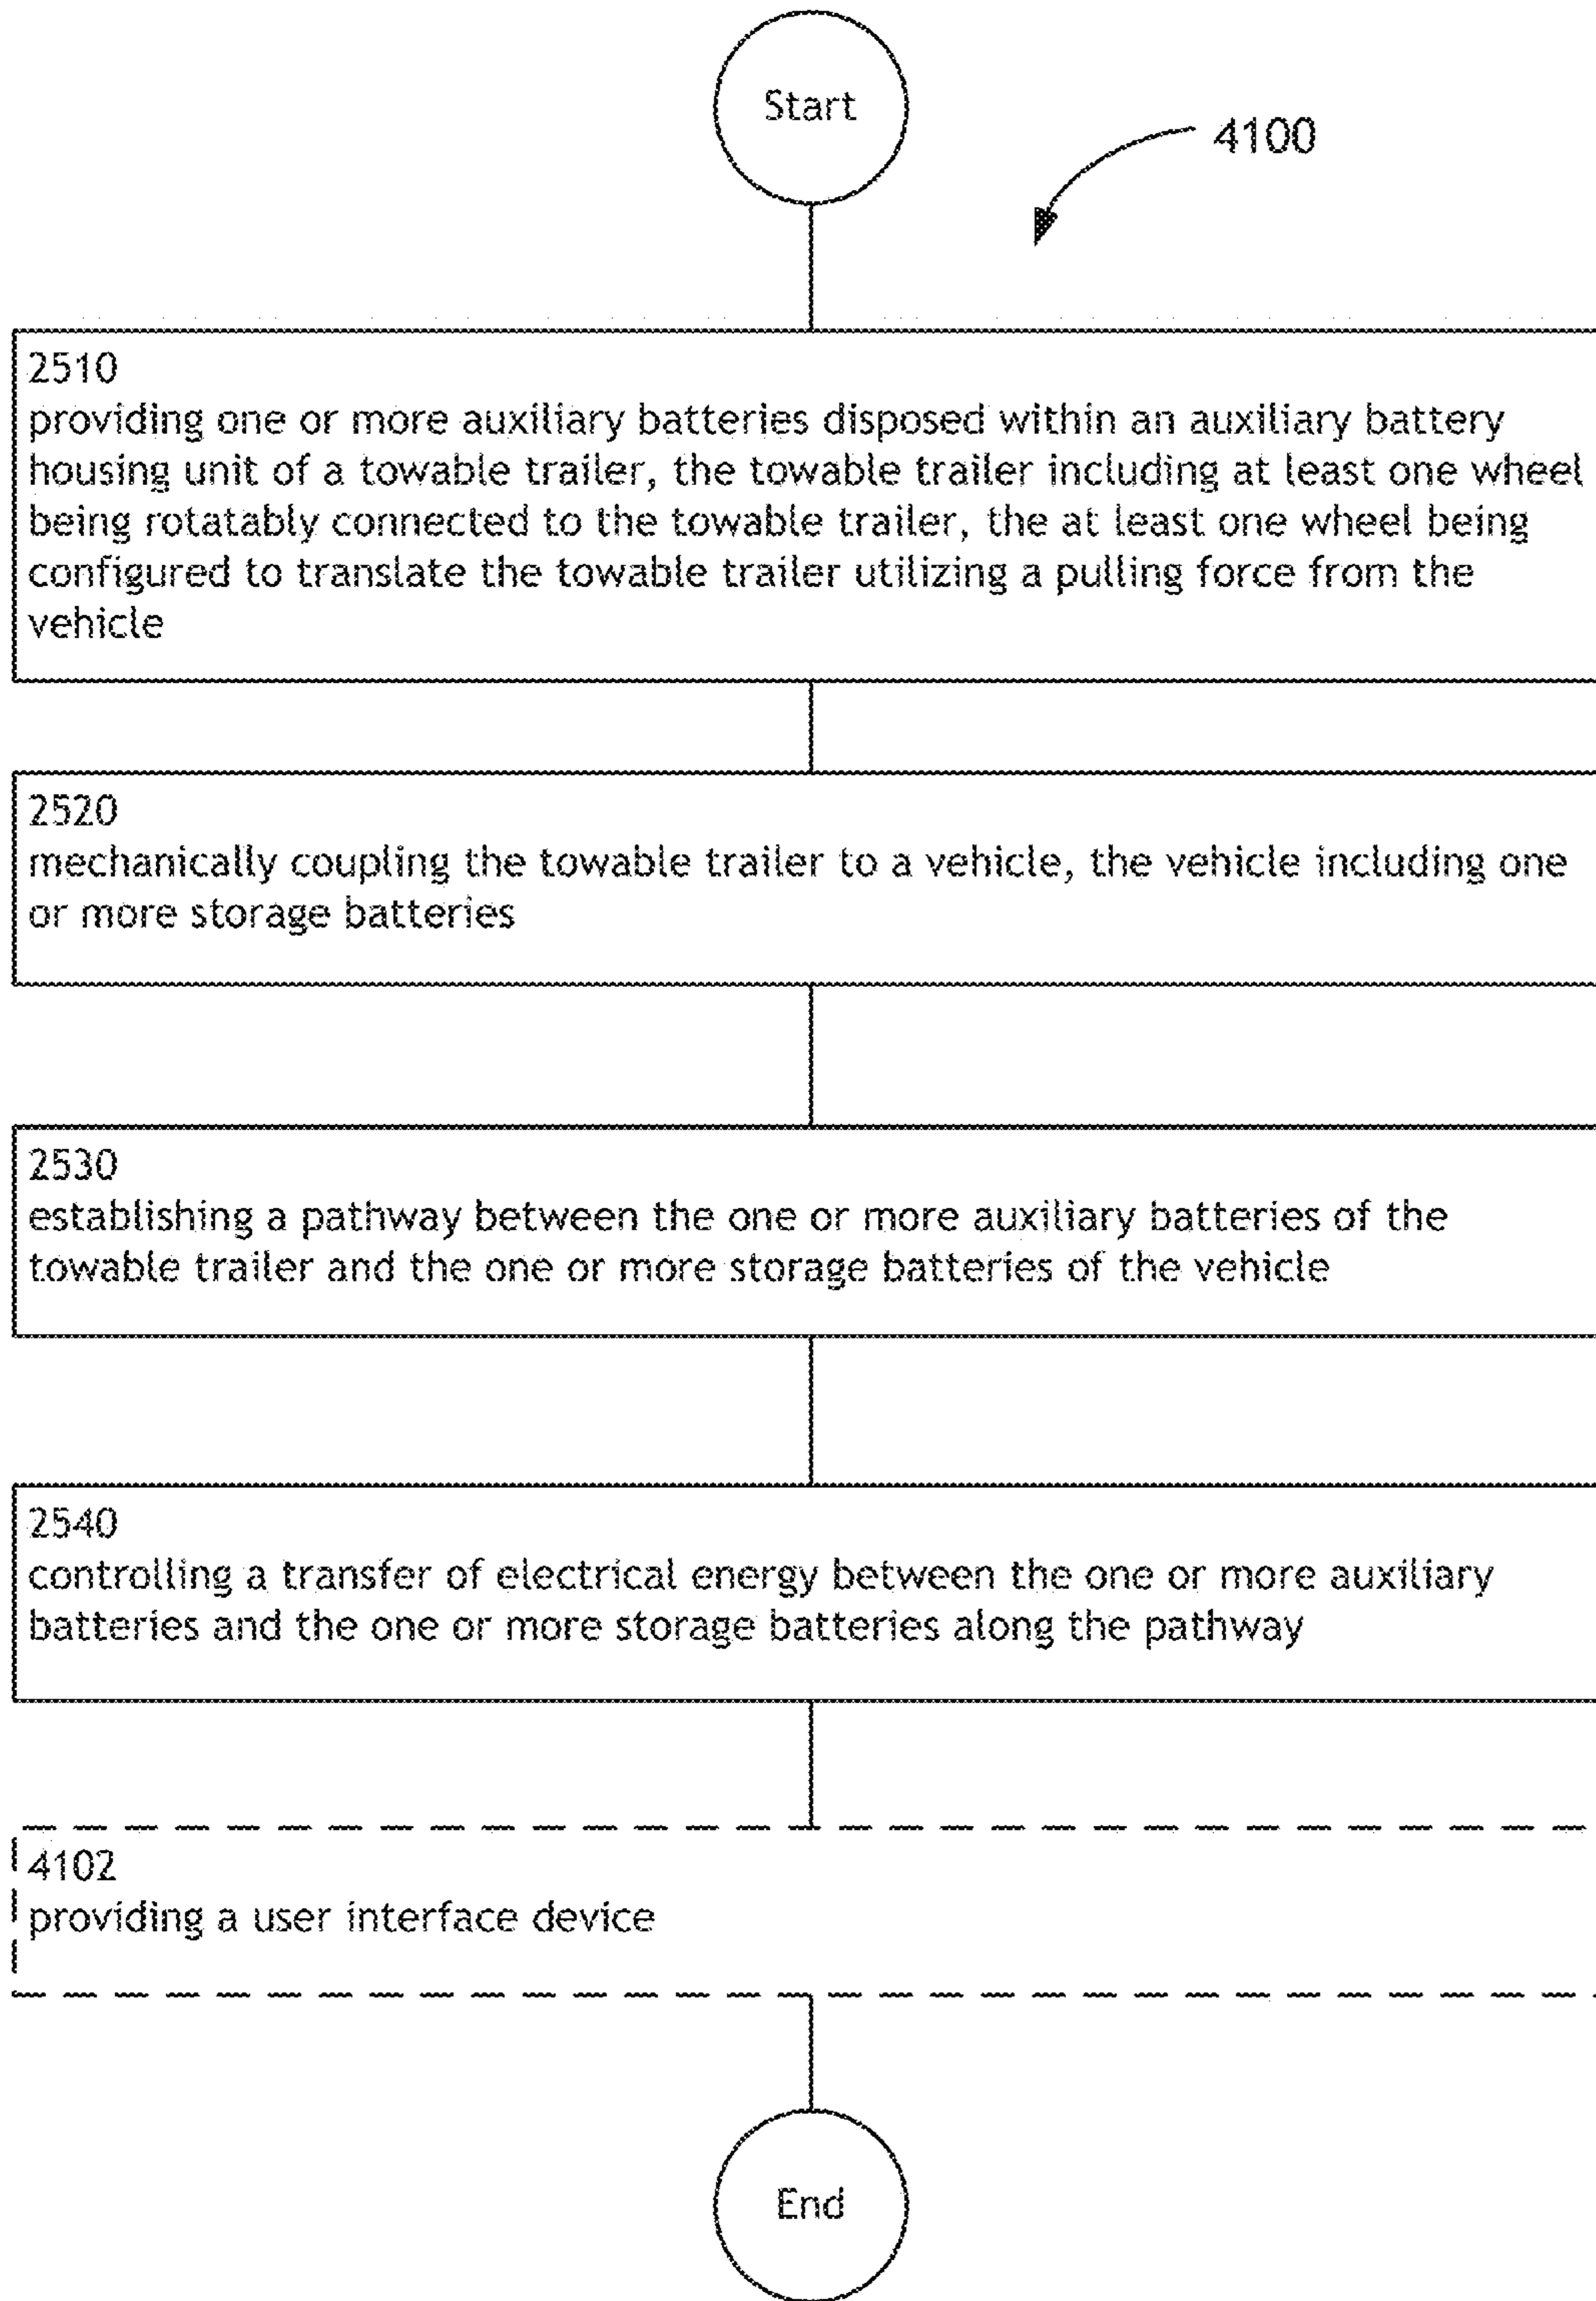 Start
4100
2510
providing one or more auxiliary batteries disposed within an auxiliary battery
housing unit of a towable trailer, the towable trailer including at least one wheel
being rotatably connected to the towable trailer, the at least one wheel being
configured to translate the towable trailer utilizing a pulling force from the
vehicle
2520
mechanically coupling the towable trailer to a vehicle, the vehicle including one
or more storage batteries
2530
establishing a pathway between the one or more auxiliary batteries of the
towable trailer and the one or more storage batteries of the vehicle
2540
controlling a transfer of electrical energy between the one or more auxiliary
batteries and the one or more storage batteries along the pathway
4102
providing a user interface device
End